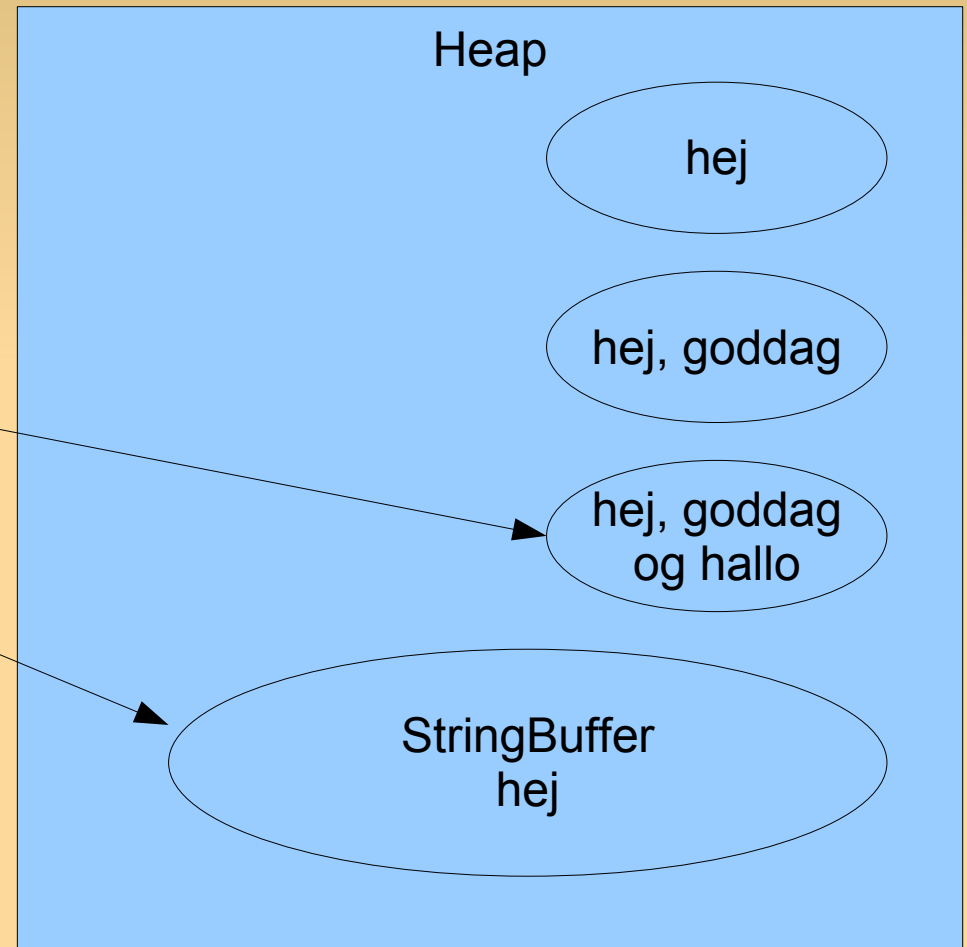 Heap
hej
hej, goddag
hej, goddag
og hallo
StringBuffer
hej